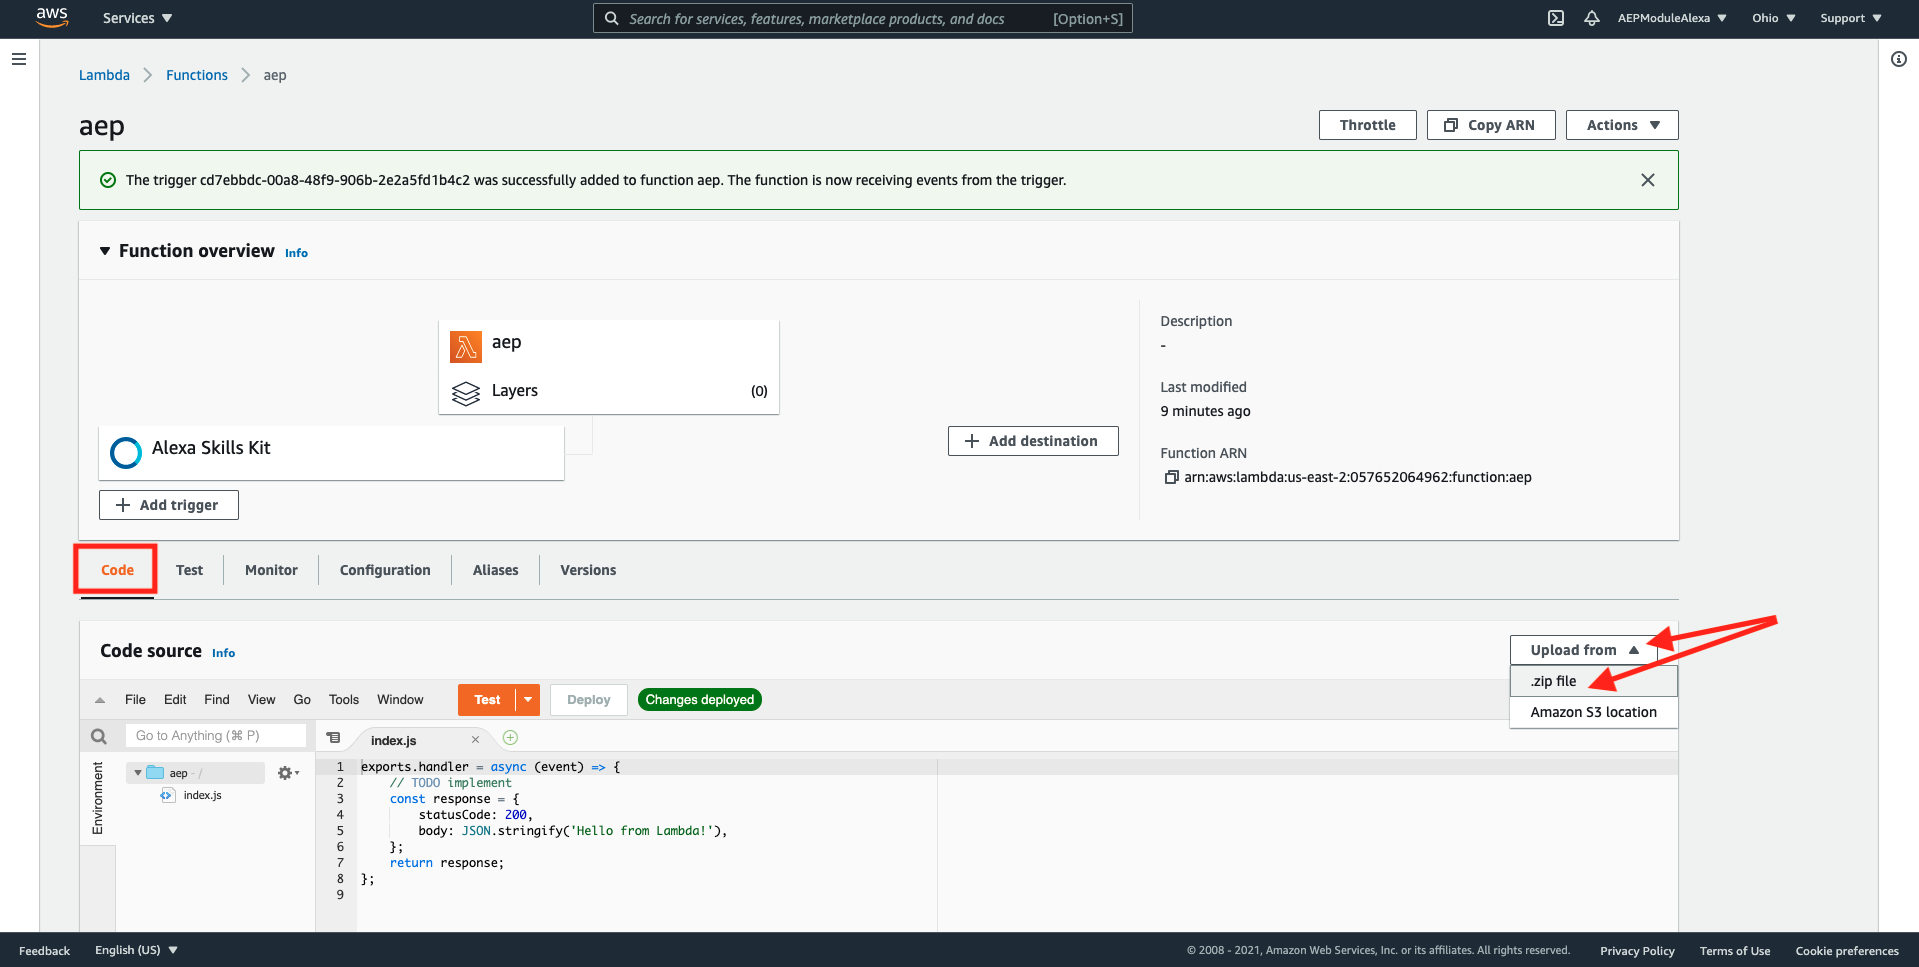 aws
Services ▼
Search for services, features, marketplace products, and docs [Option+S]
AEPModuleAlexa ▼
Ohio ▼
Support ▼
Lambda > Functions > aep
aep
Throttle
Copy ARN
Actions ▼
The trigger cd7ebbdc-00a8-48f9-906b-2e2a5fd1b4c2 was successfully added to function aep. The function is now receiving events from the trigger.
▼ Function overview Info
aep
Layers (0)
Alexa Skills Kit
+ Add destination
+ Add trigger
Description
-
Last modified
9 minutes ago
Function ARN
arn:aws:lambda:us-east-2:057652064962:function:aep
Code
Test
Monitor
Configuration
Aliases
Versions
Code source Info
Upload from ▲
.zip file
Amazon S3 location
File Edit Find View Go Tools Window
Test
Deploy
Changes deployed
Go to Anything (⌘ P)
index.js
Environment
aep - /
index.js
1 exports.handler = async (event) => {
2     // TODO implement
3     const response = {
4         statusCode: 200,
5         body: JSON.stringify('Hello from Lambda!'),
6     };
7     return response;
8 };
9
Feedback
English (US) ▼
© 2008 - 2021, Amazon Web Services, Inc. or its affiliates. All rights reserved.
Privacy Policy
Terms of Use
Cookie preferences